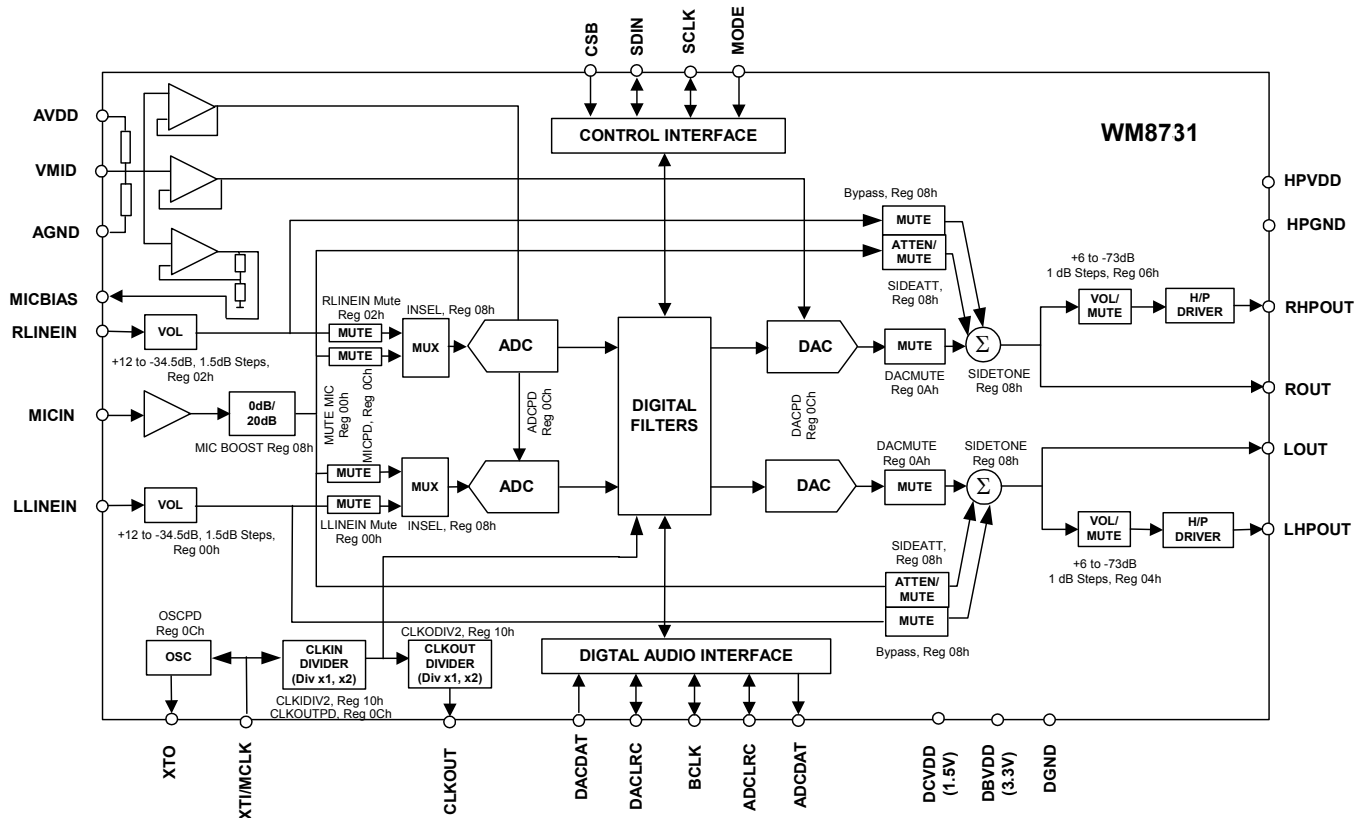 CSB
SDIN
SCLK
MODE
AVDD
VMID
AGND
MICBIAS
RLINEIN
MICIN
LLINEIN
CONTROL INTERFACE
WM8731
HPVDD
HPGND
RHPOUT
ROUT
LOUT
LHPOUT
Bypass, Reg 08h
MUTE
ATTEN/
MUTE
SIDEATT,
Reg 08h
+6 to -73dB
1 dB Steps, Reg 06h
VOL/
MUTE
H/P
DRIVER
VOL
+12 to -34.5dB, 1.5dB Steps,
Reg 02h
RLINEIN Mute
Reg 02h
MUTE
MUTE
INSEL, Reg 08h
MUX
ADC
DAC
MUTE
DACMUTE
Reg 0Ah
Σ
SIDETONE
Reg 08h
0dB/
20dB
MIC BOOST Reg 08h
MUTE MIC
Reg 00h
MICPD, Reg 0Ch
ADCPD
Reg 0Ch
DIGITAL
FILTERS
DACPD
Reg 0Ch
DACMUTE
Reg 0Ah
SIDETONE
Reg 08h
VOL
+12 to -34.5dB, 1.5dB Steps,
Reg 00h
MUTE
MUTE
LLINEIN Mute
Reg 00h
MUX
INSEL, Reg 08h
ADC
DAC
MUTE
Σ
VOL/
MUTE
H/P
DRIVER
+6 to -73dB
1 dB Steps, Reg 04h
SIDEATT,
Reg 08h
ATTEN/
MUTE
MUTE
Bypass, Reg 08h
OSCPD
Reg 0Ch
OSC
CLKIN
DIVIDER
(Div x1, x2)
CLKIDIV2, Reg 10h
CLKOUTPD, Reg 0Ch
CLKODIV2, Reg 10h
CLKOUT
DIVIDER
(Div x1, x2)
DIGTAL AUDIO INTERFACE
XTO
XTI/MCLK
CLKOUT
DACDAT
DACLRC
BCLK
ADCLRC
ADCDAT
DCVDD
(1.5V)
DBVDD
(3.3V)
DGND